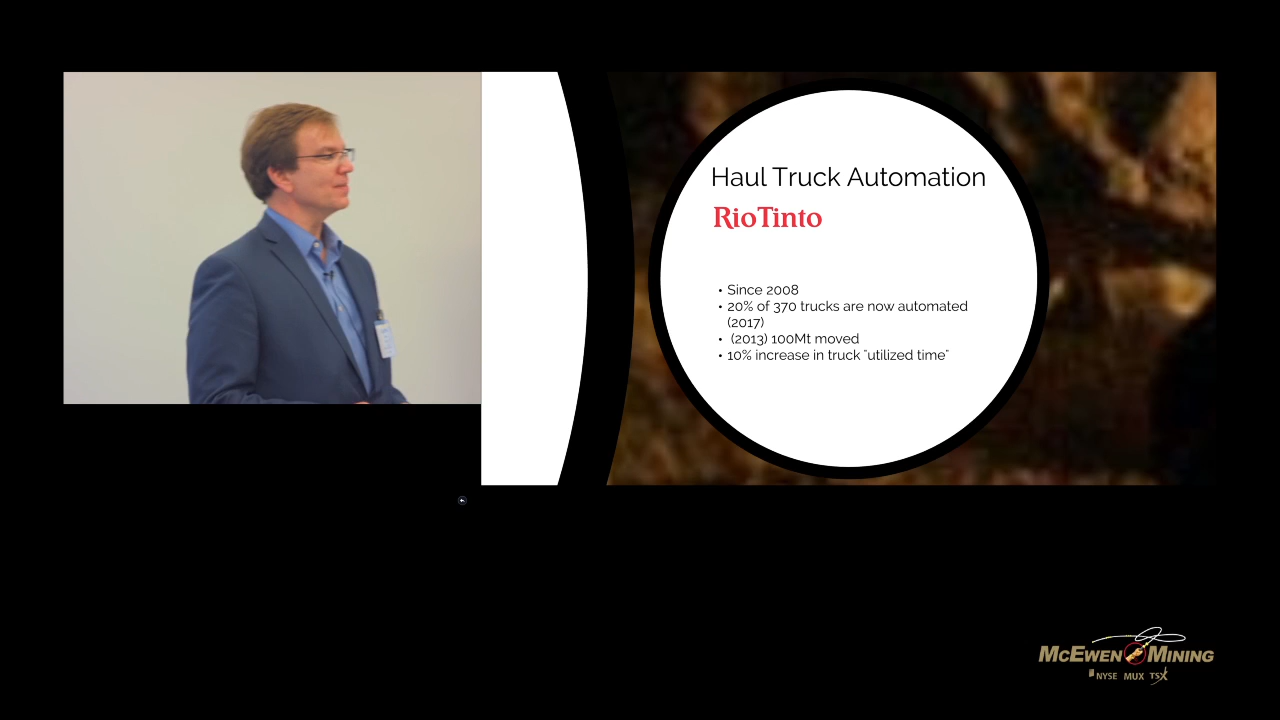 Haul Truck Automation
RioTinto
• Since 2008
• 20% of 370 trucks are now automated
(2017)
• (2013) 100Mt moved
• 10% increase in truck "utilized time"
McEwen Mining
NYSE MUX TSX